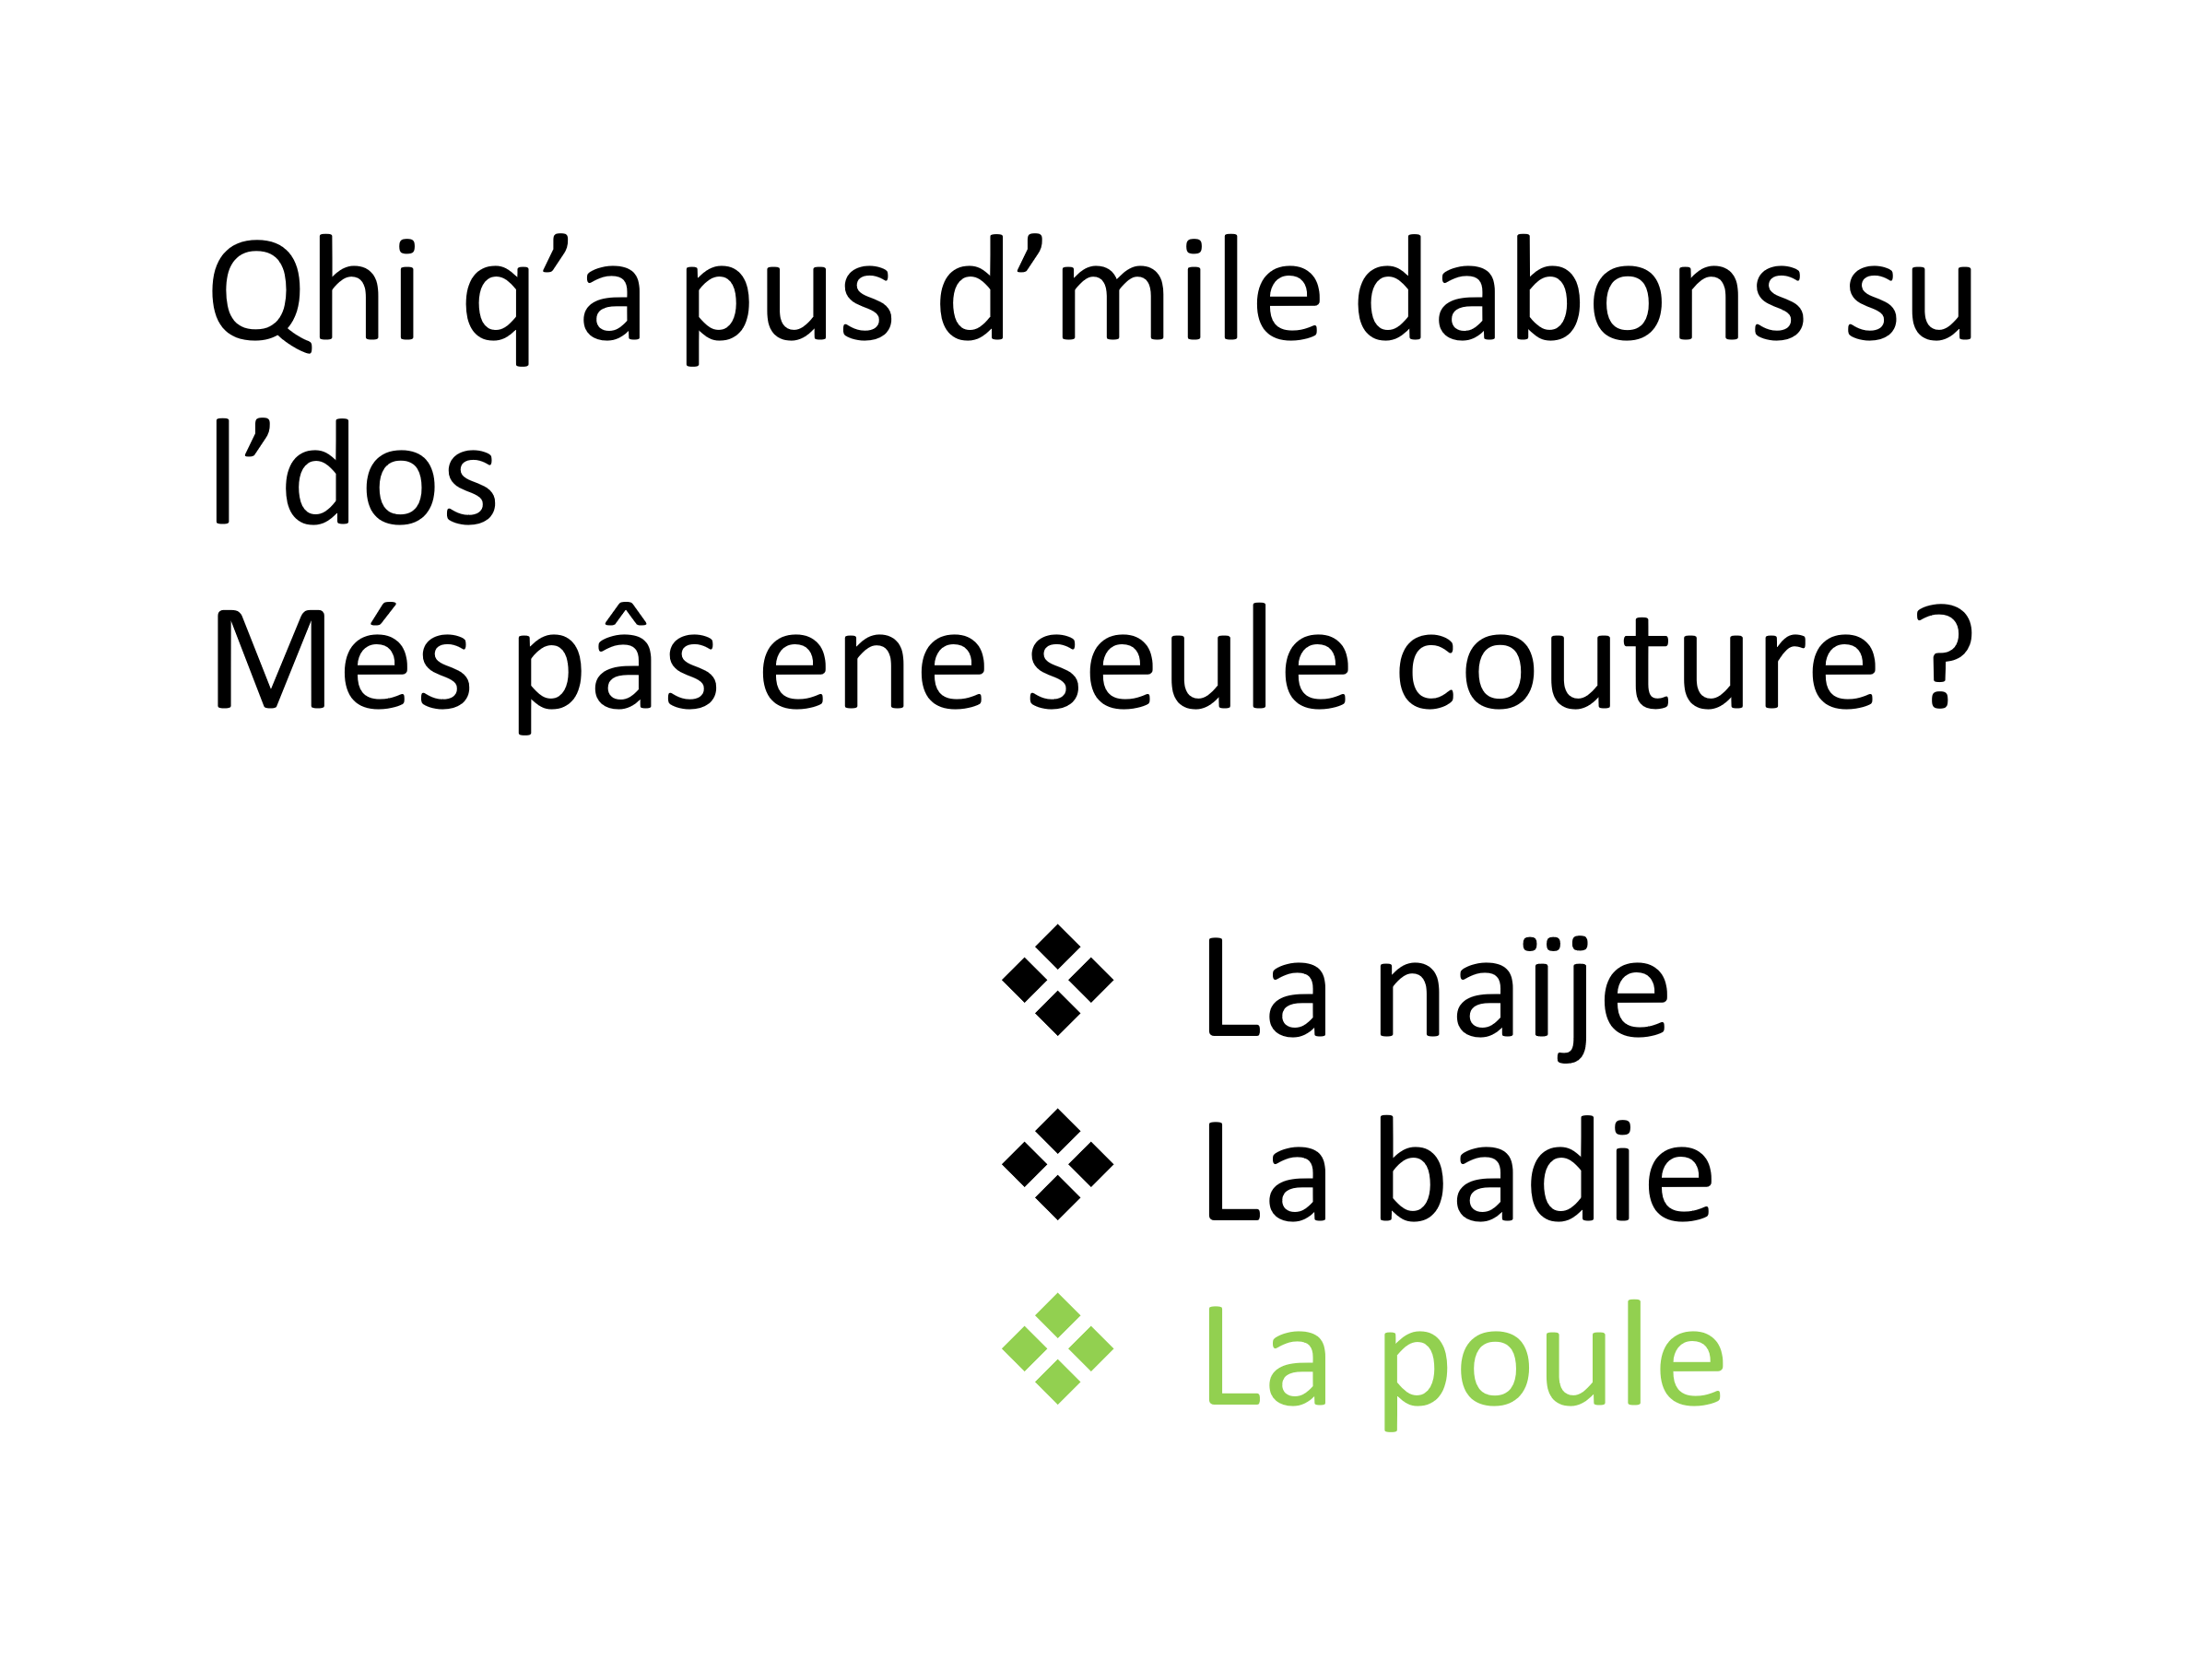 Qhi q’a pus d’mile dabons su
l’dos
Més pâs ene seule couture ?
❖ La naïje
❖ La badie
❖ La poule